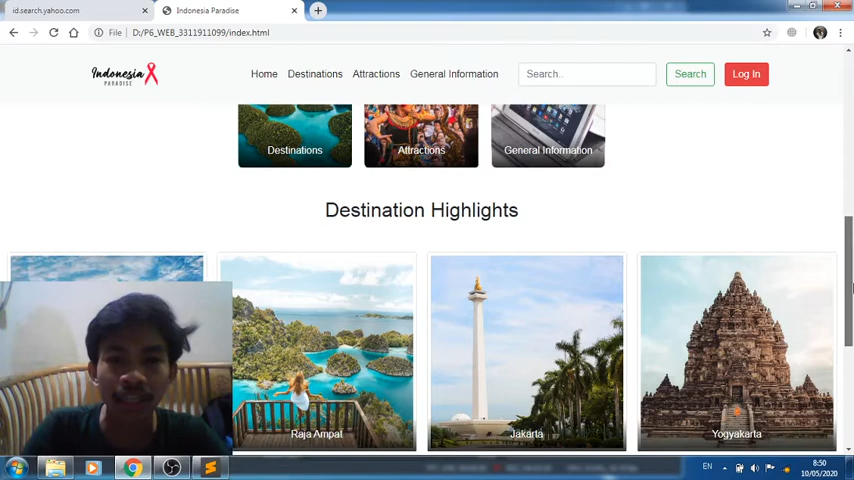 id.search.yahoo.com
Indonesia Paradise
File D:/P6_WEB_3311911099/index.html
Indonesia
PARADISE
Home Destinations Attractions General Information Search.. Search Log In
Destinations Attractions General Information
Destination Highlights
Raja Ampat Jakarta Yogyakarta
EN
8:50
10/05/2020